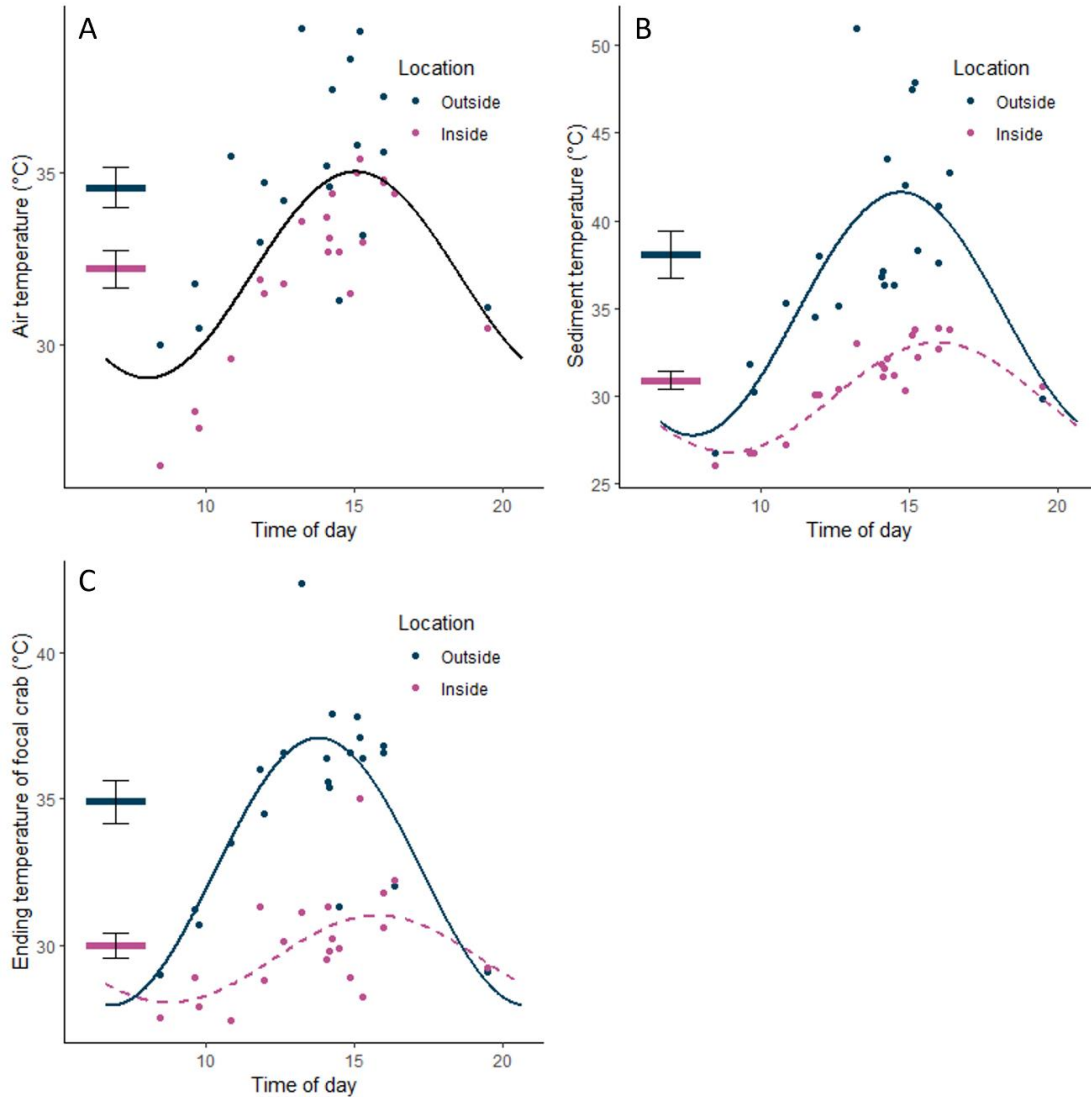 A
Location
Outside
Inside
Air temperature (°C)
35
30
10
15
20
Time of day
B
Location
Outside
Inside
Sediment temperature (°C)
50
45
40
35
30
25
10
15
20
Time of day
C
Location
Outside
Inside
Ending temperature of focal crab (°C)
40
35
30
10
15
20
Time of day